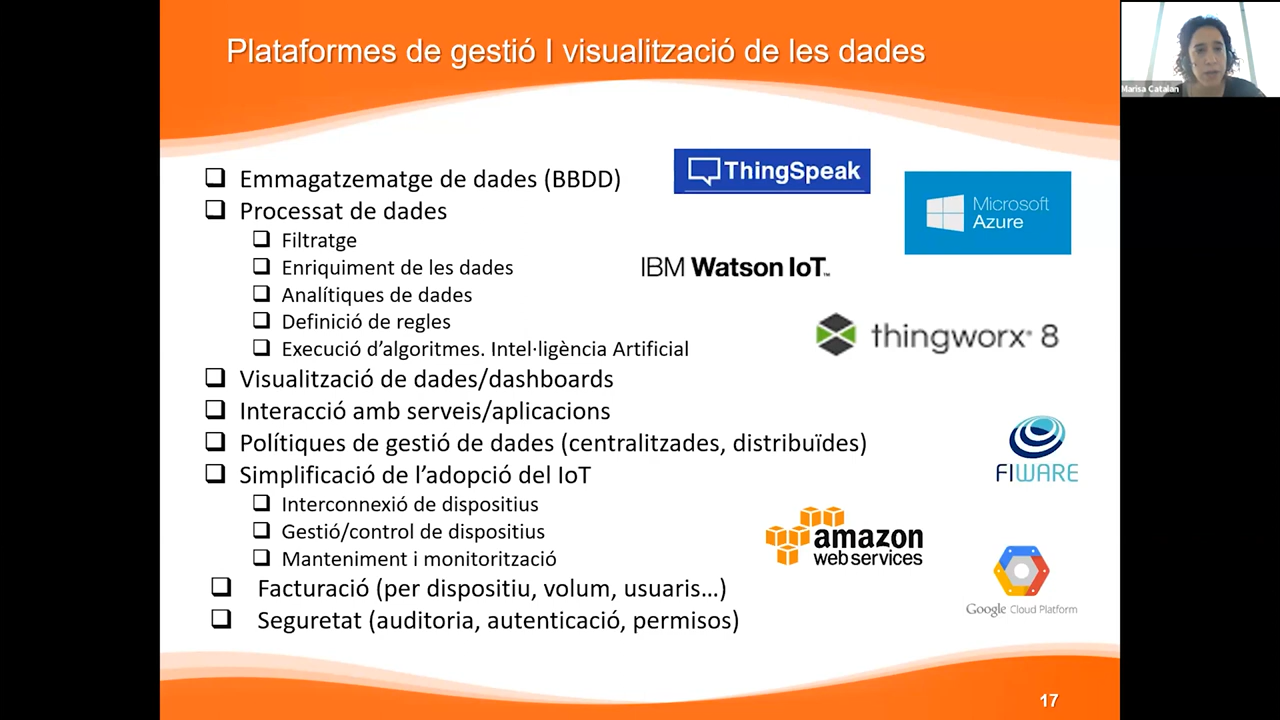 Plataformes de gestió I visualització de les dades
Marisa Catalan
Emmagatzematge de dades (BBDD)
Processat de dades
Filtratge
Enriquiment de les dades
Analítiques de dades
Definició de regles
Execució d'algoritmes. Intel·ligència Artificial
Visualització de dades/dashboards
Interacció amb serveis/aplicacions
Polítiques de gestió de dades (centralitzades, distribuïdes)
Simplificació de l'adopció del IoT
Interconnexió de dispositius
Gestió/control de dispositius
Manteniment i monitorització
Facturació (per dispositiu, volum, usuaris...)
Seguretat (auditoria, autenticació, permisos)
ThingSpeak
Microsoft
Azure
IBM Watson IoT™
thingworx® 8
FIWARE
amazon
web services
Google Cloud Platform
17